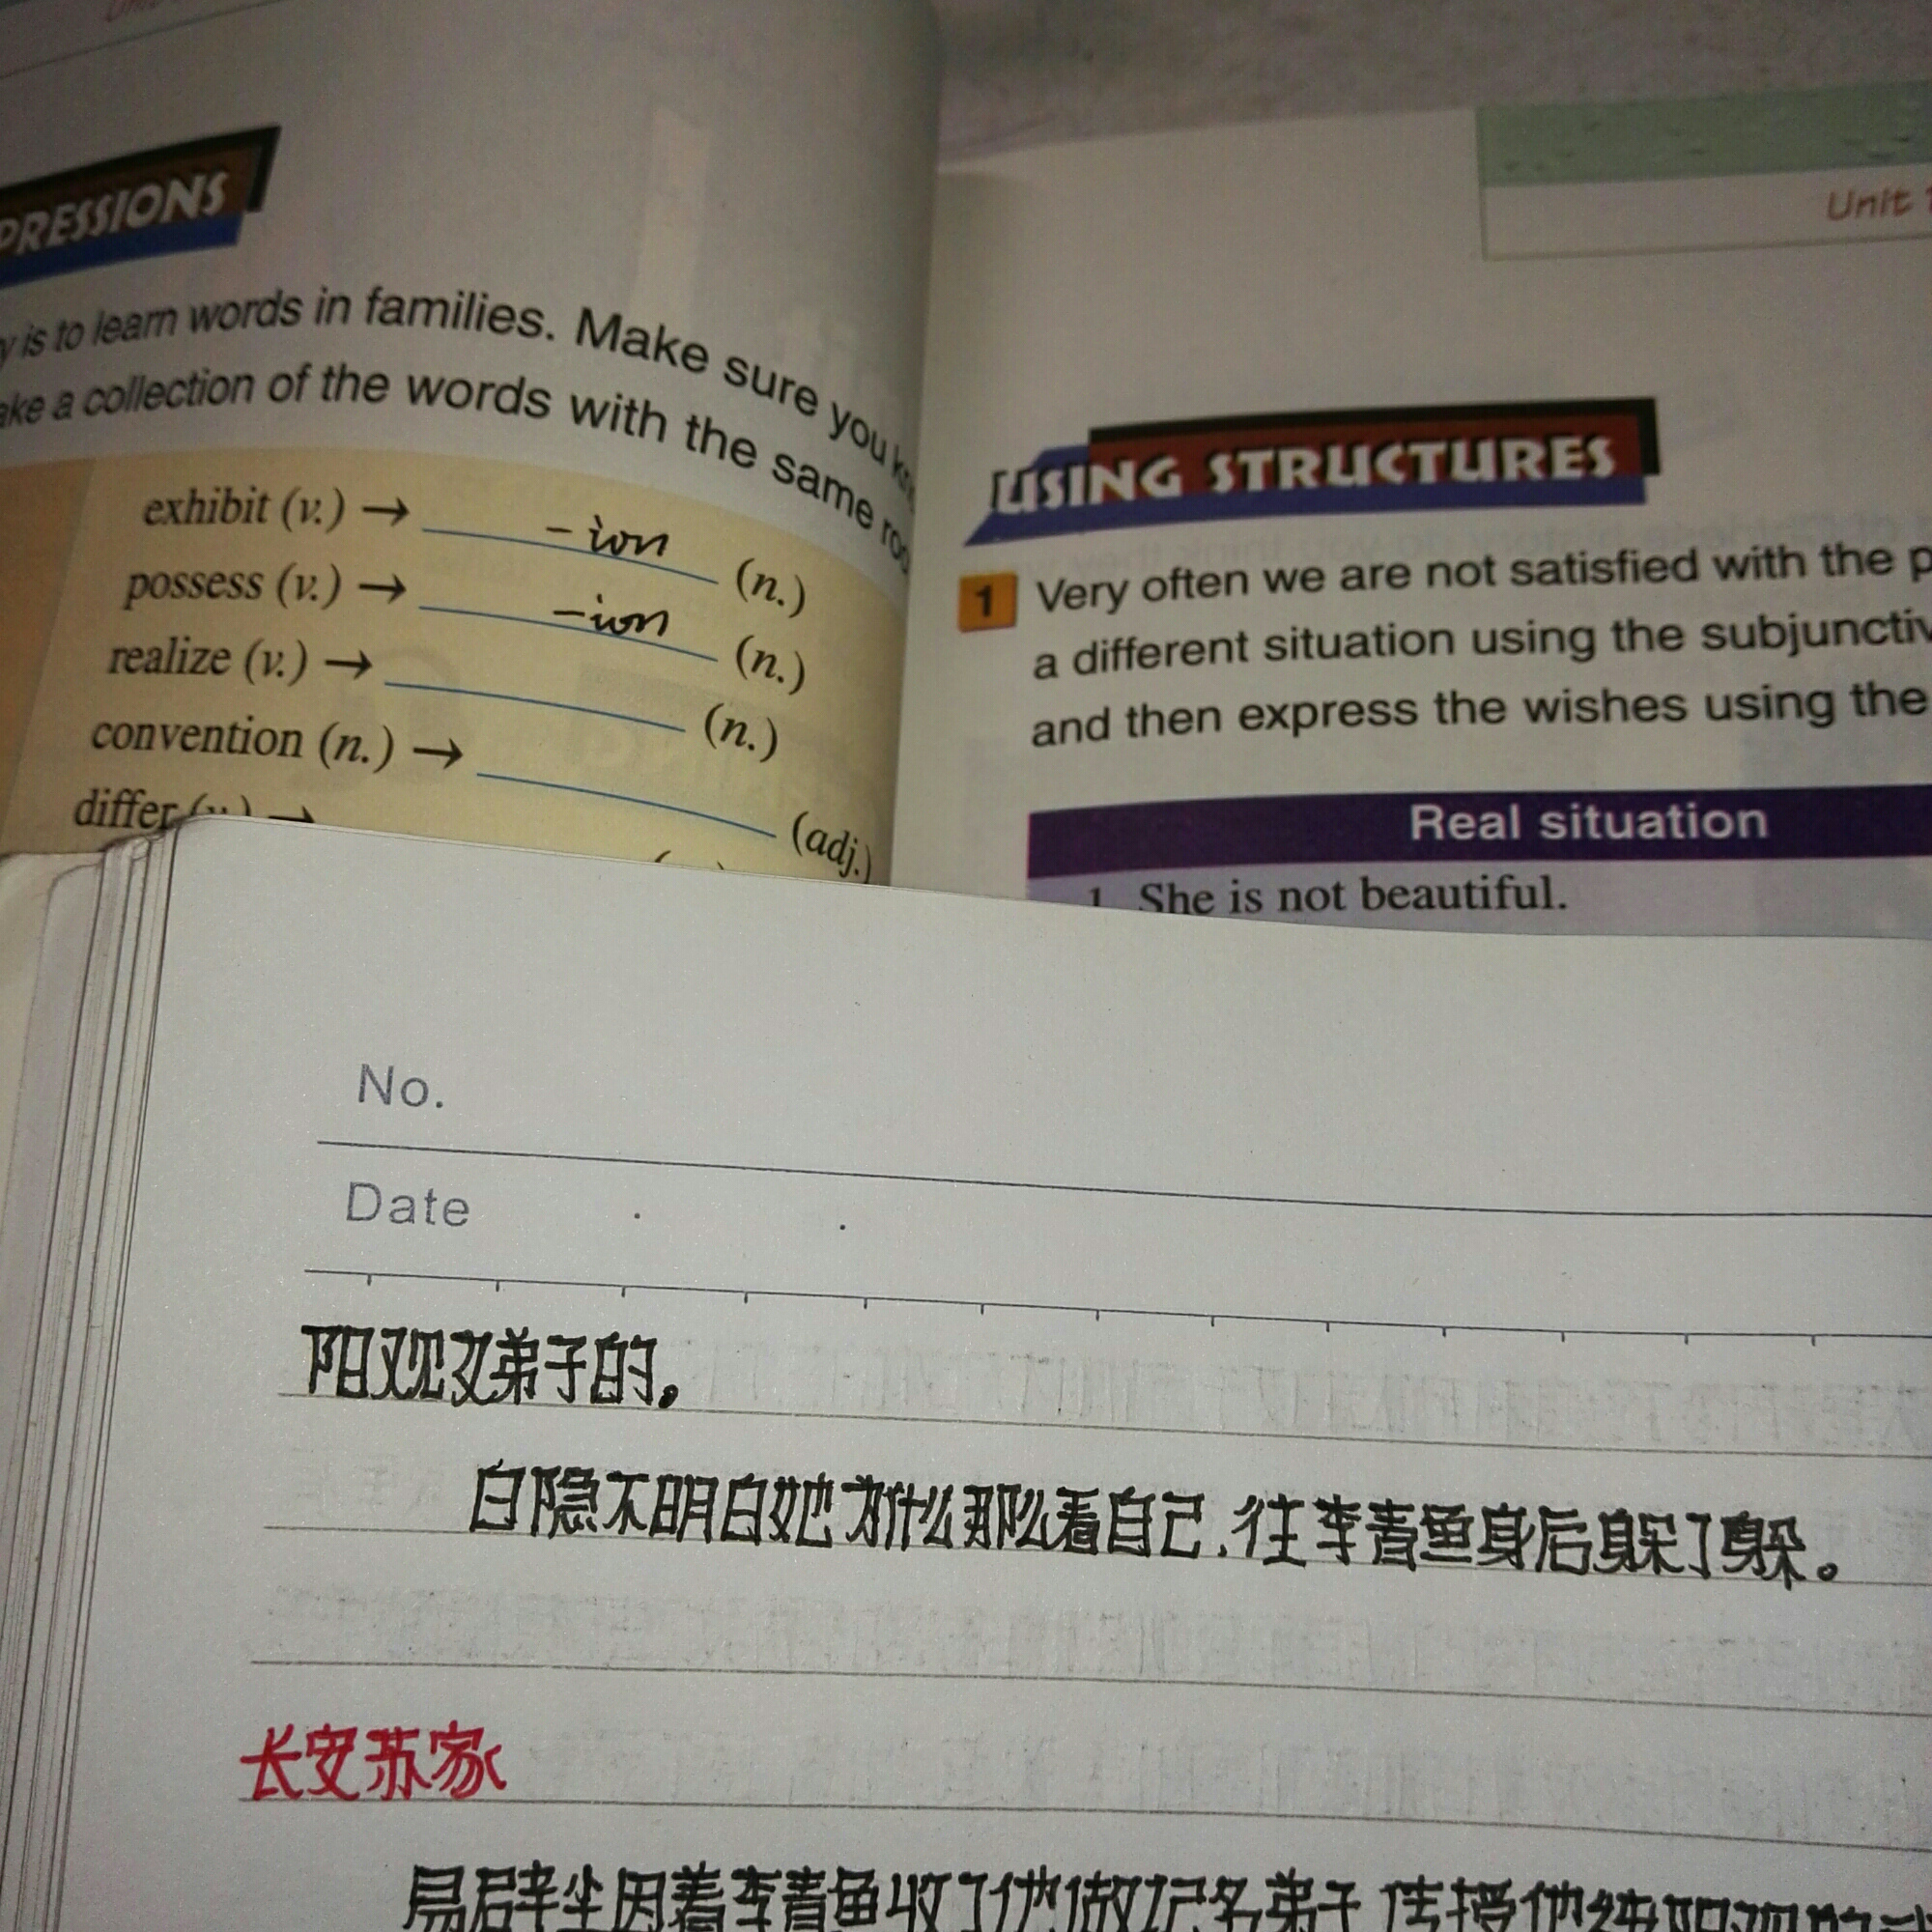 PRESSIONS
y is to learn words in families. Make sure you
ake a collection of the words with the same
exhibit (v.) → -ion (n.)
possess (v.) → -ion (n.)
realize (v.) → (n.)
convention (n.) → (adj.)
differ (v.) →
Unit
USING STRUCTURES
1 Very often we are not satisfied with the p
a different situation using the subjunctiv
and then express the wishes using the
Real situation
1. She is not beautiful.
No.
Date
阳观女弟子的。
白隐不明白她为什么那么看自己,往李青鱼身后躲了躲。
长安苏家
易辟尘因着李青鱼收了他做记名弟子 传授他纯阳观的